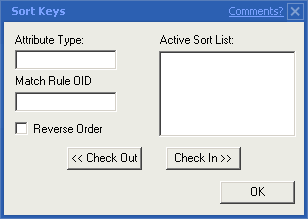 Sort Keys
Comments?
Attribute Type:
Active Sort List:
Match Rule OID
Reverse Order
<< Check Out
Check In >>
OK